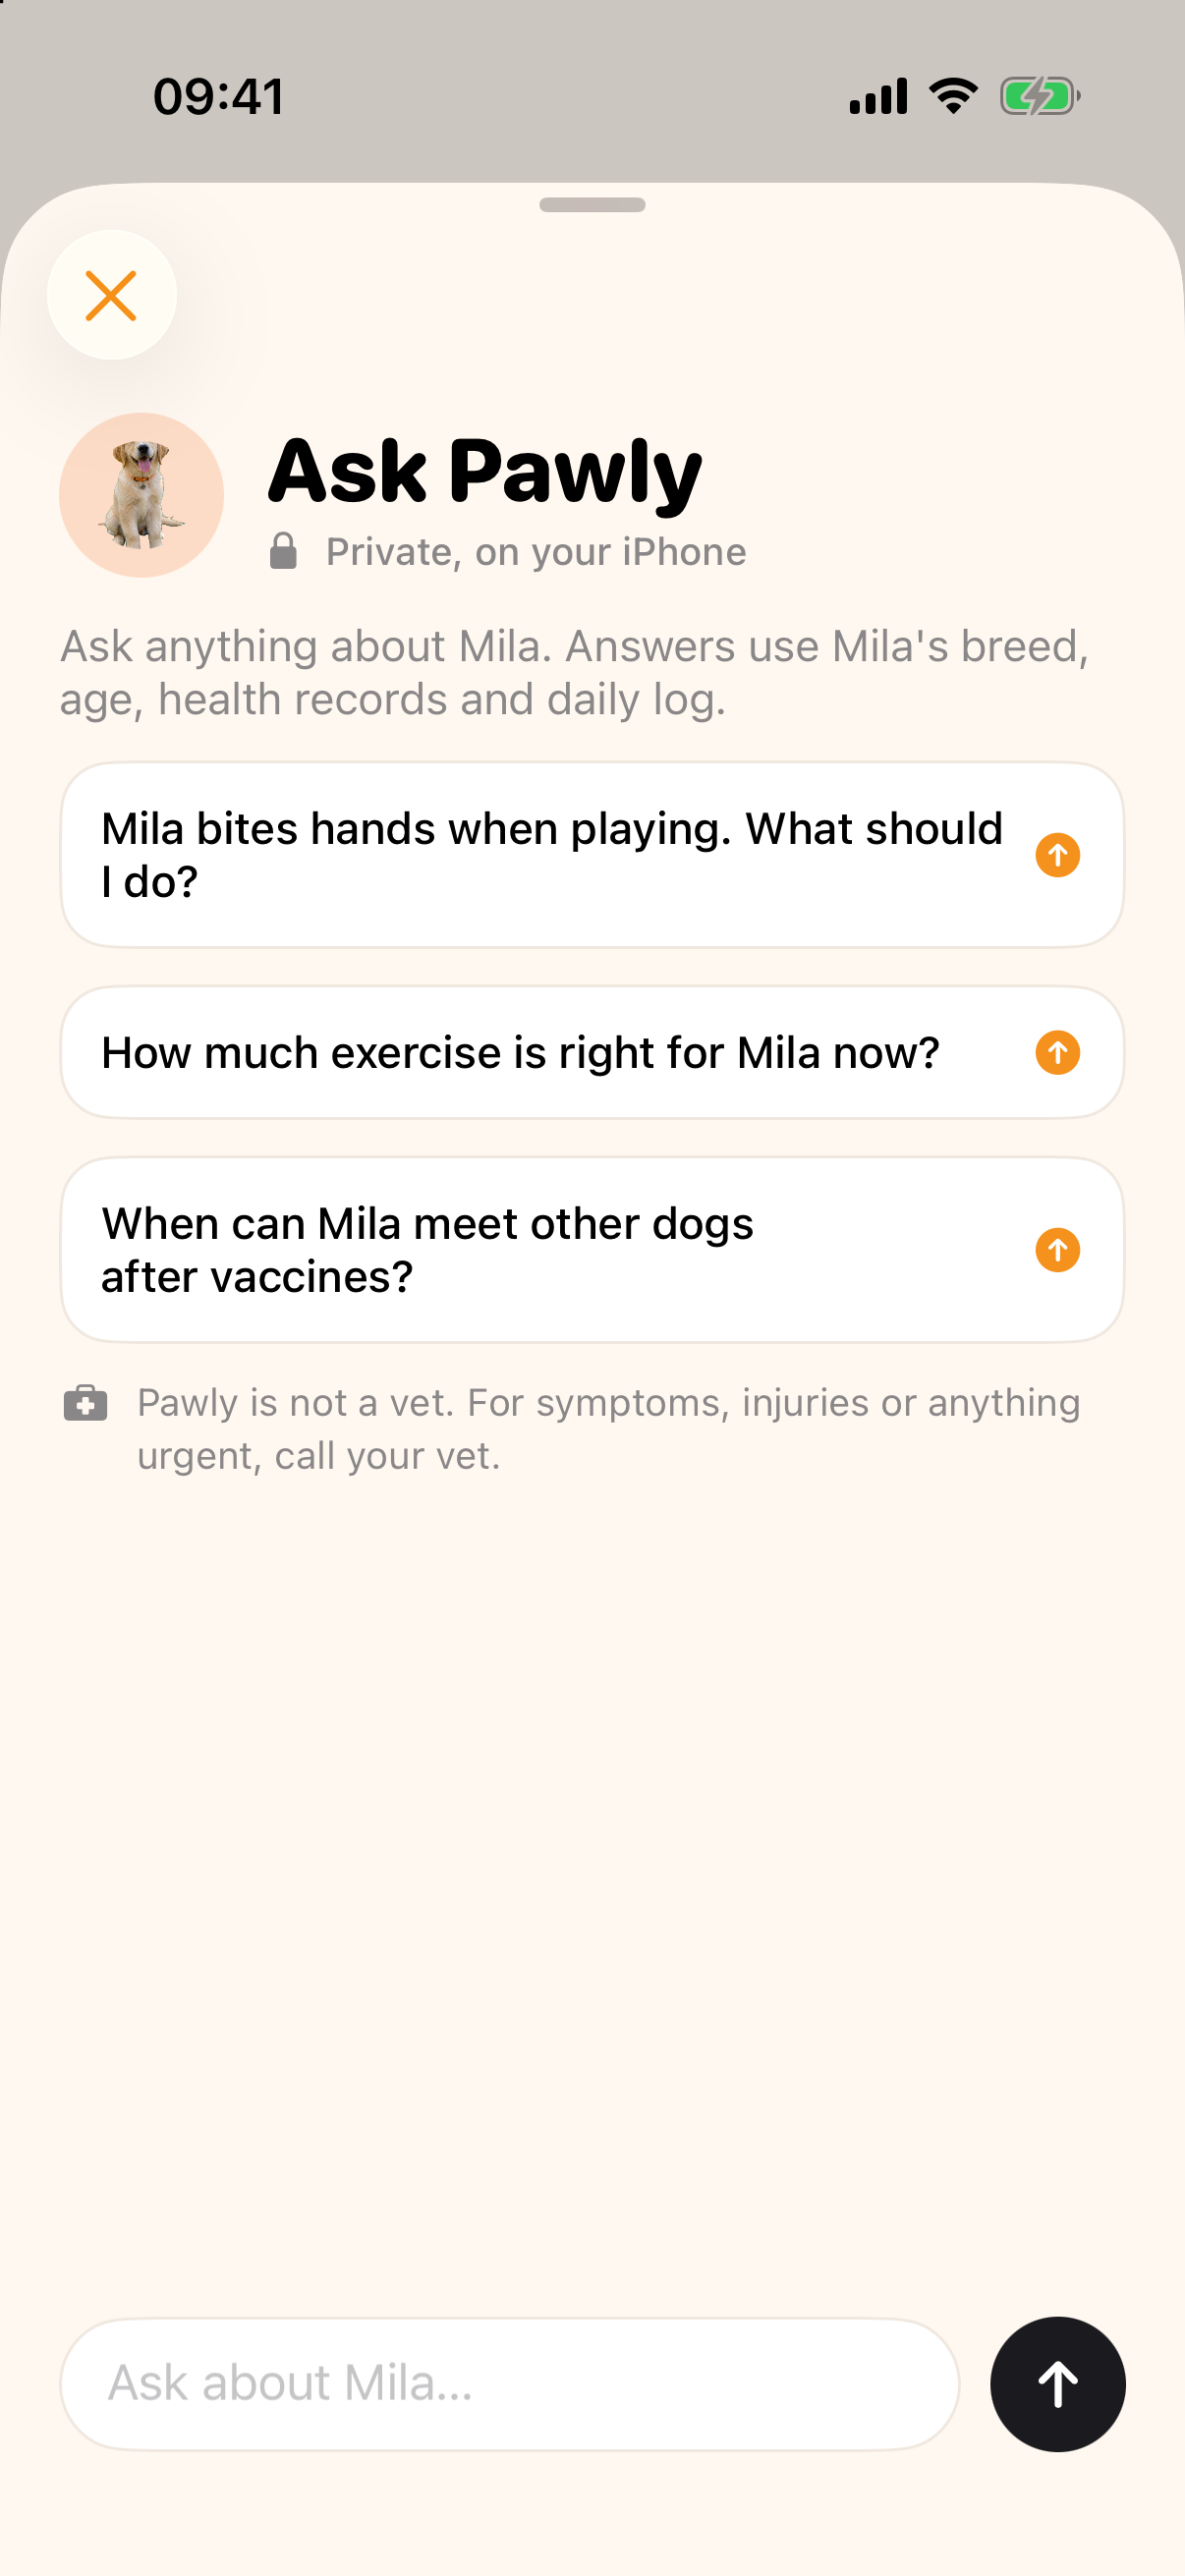 09:41
Ask Pawly
Private, on your iPhone
Ask anything about Mila. Answers use Mila's breed,
age, health records and daily log.
Mila bites hands when playing. What should
I do?
How much exercise is right for Mila now?
When can Mila meet other dogs
after vaccines?
Pawly is not a vet. For symptoms, injuries or anything
urgent, call your vet.
Ask about Mila...